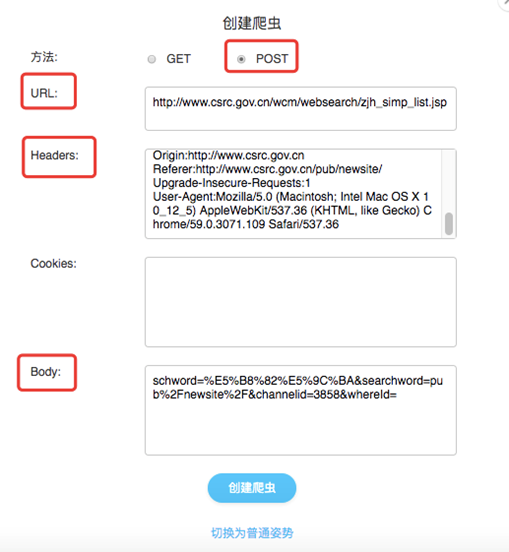 创建爬虫
方法: GET POST
URL: http://www.csrc.gov.cn/wcm/websearch/zjh_simp_list.jsp
Headers: Origin:http://www.csrc.gov.cn
Referer:http://www.csrc.gov.cn/pub/newsite/
Upgrade-Insecure-Requests:1
User-Agent:Mozilla/5.0 (Macintosh; Intel Mac OS X 1
0_12_5) AppleWebKit/537.36 (KHTML, like Gecko) C
hrome/59.0.3071.109 Safari/537.36
Cookies:
Body: schword=%E5%B8%82%E5%9C%BA&searchword=pu
b%2Fnewsite%2F&channelid=3858&whereId=
创建爬虫
切换为普通姿势